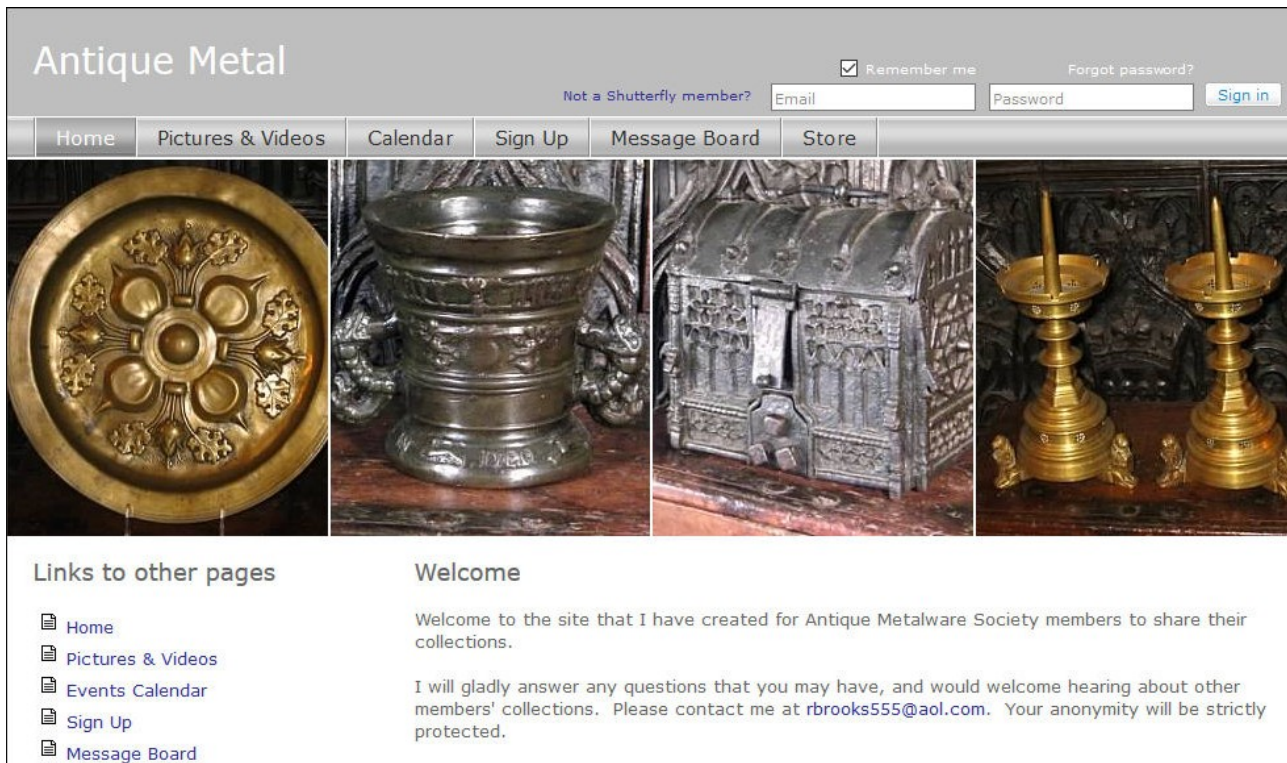 Antique Metal
Remember me
Forgot password?
Not a Shutterfly member?
Email
Password
Sign in
Home
Pictures & Videos
Calendar
Sign Up
Message Board
Store
Links to other pages
Home
Pictures & Videos
Events Calendar
Sign Up
Message Board
Welcome
Welcome to the site that I have created for Antique Metalware Society members to share their
collections.
I will gladly answer any questions that you may have, and would welcome hearing about other
members' collections.  Please contact me at rbrooks555@aol.com.  Your anonymity will be strictly
protected.